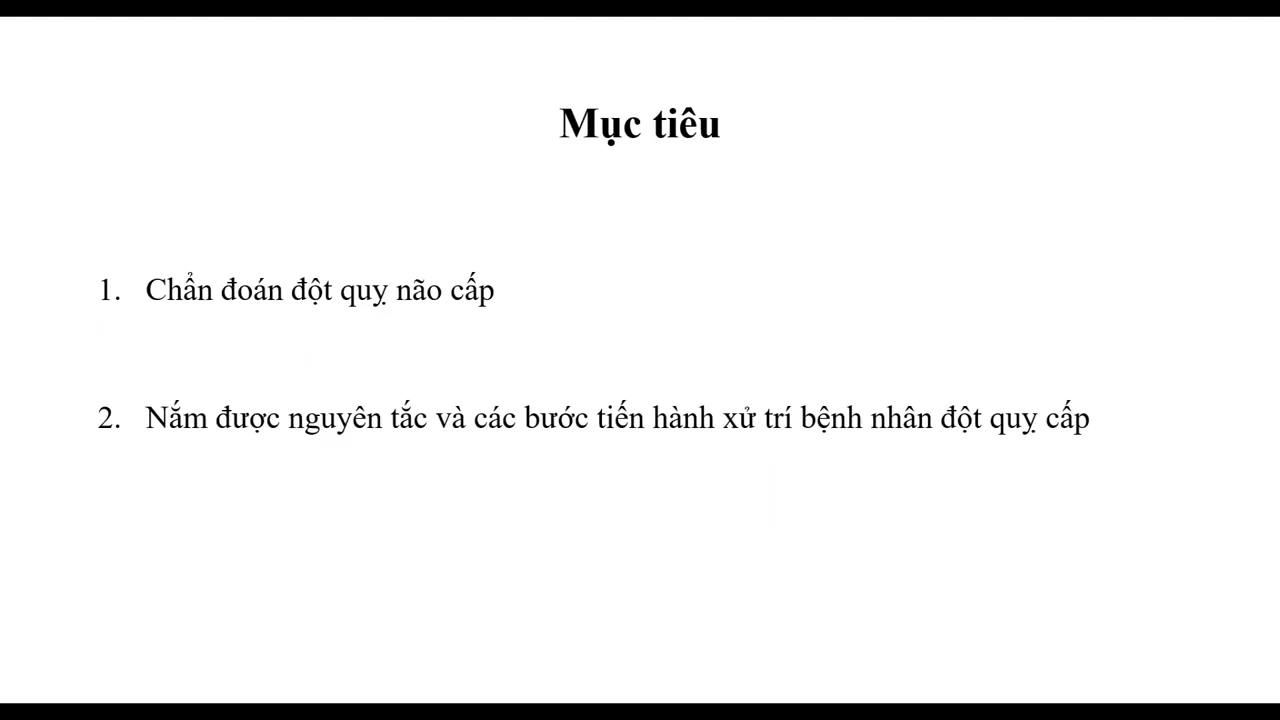 Mục tiêu
1. Chẩn đoán đột quỵ não cấp
2. Nắm được nguyên tắc và các bước tiến hành xử trí bệnh nhân đột quỵ cấp